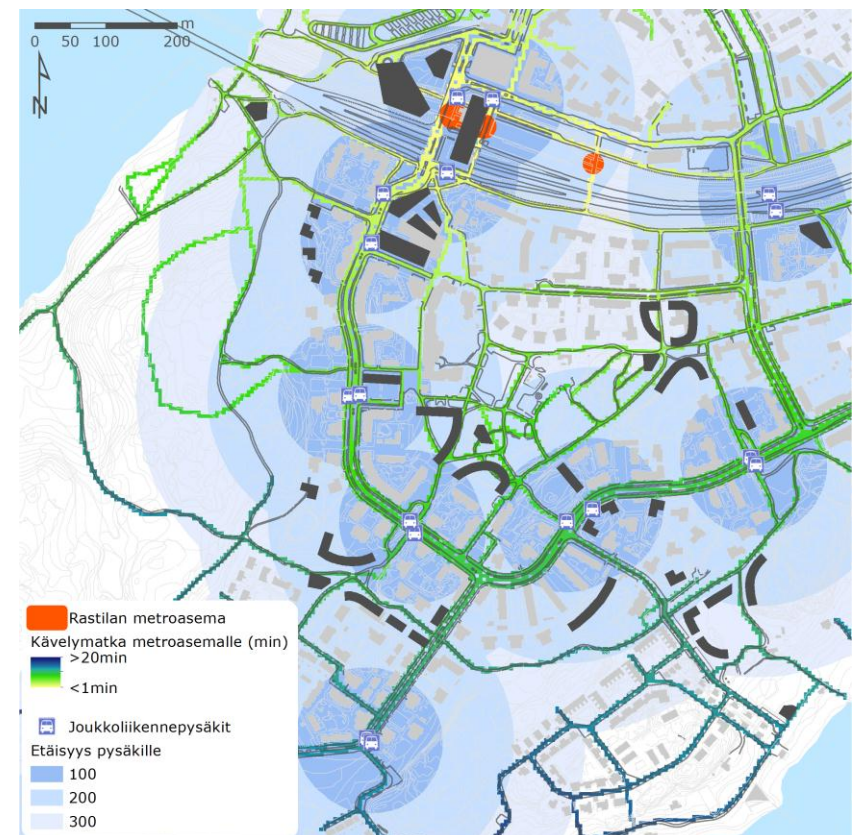 m
0 50 100 200
N
Rastilan metroasema
Kävelymatka metroasemalle (min)
>20min
<1min
Joukkoliikennepysäkit
Etäisyys pysäkille
100
200
300